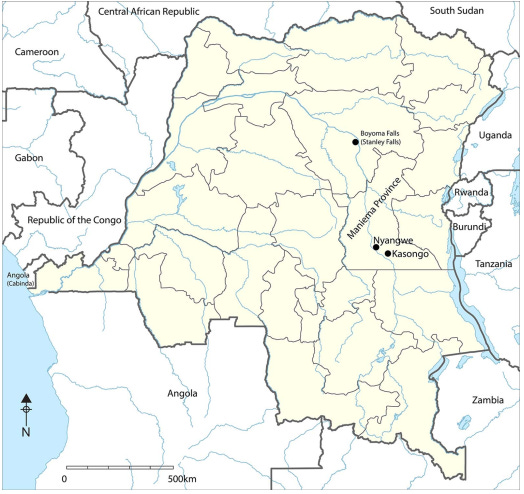 Central African Republic
South Sudan
Cameroon
Boyoma Falls
(Stanley Falls)
Uganda
Gabon
Rwanda
Maniema Province
Republic of the Congo
Burundi
Nyangwe
Kasongo
Tanzania
Angola
(Cabinda)
Angola
Zambia
N
0
500km